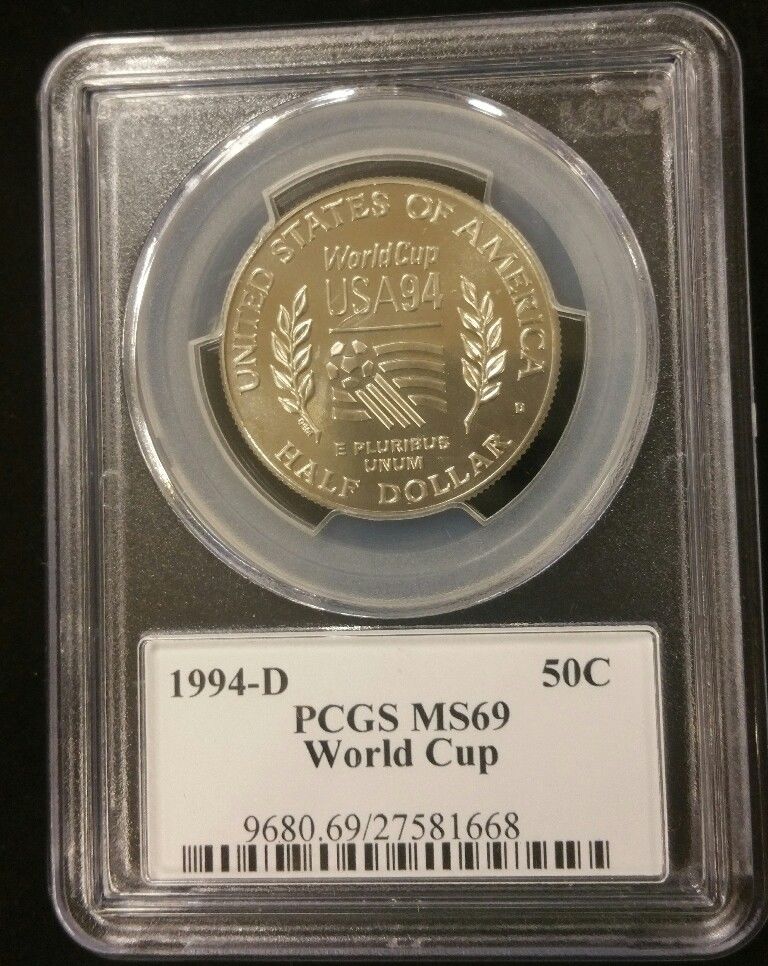 UNITED STATES OF AMERICA
World Cup
USA94
E PLURIBUS
UNUM
D
HALF DOLLAR
1994-D
50C
PCGS MS69
World Cup
9680.69/27581668